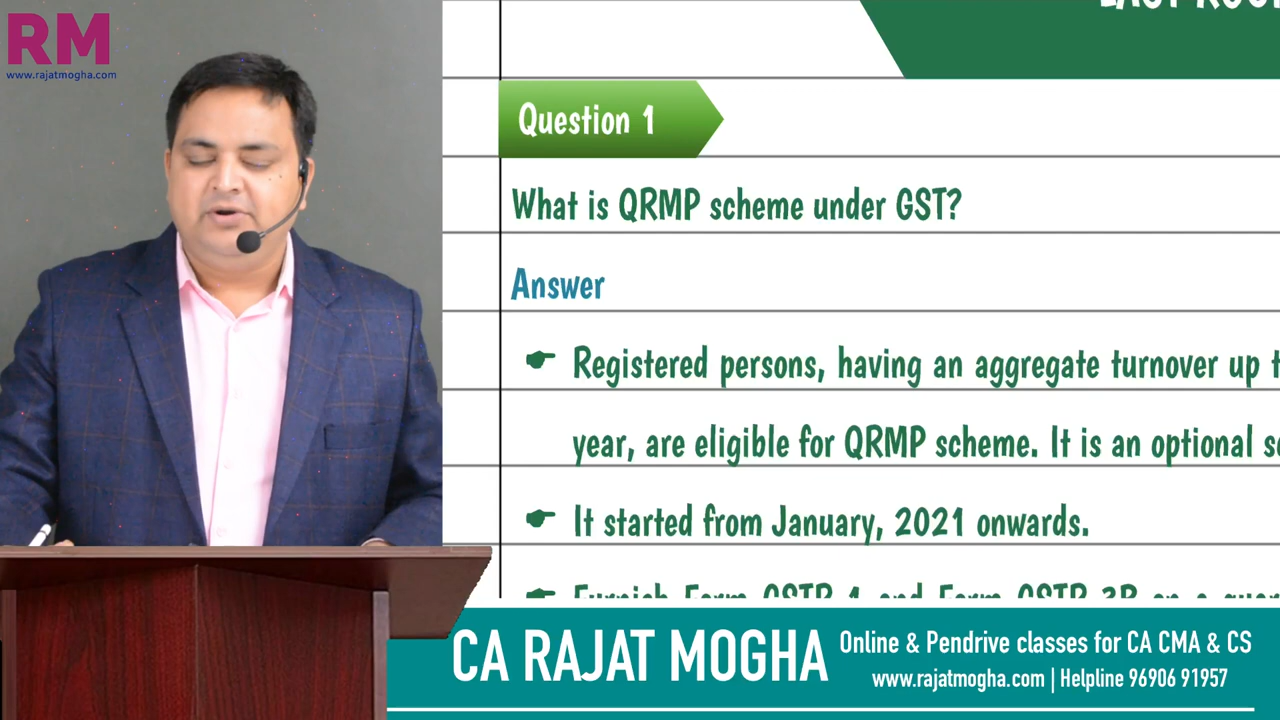 RM
www.rajatmogha.com
Question 1
What is QRMP scheme under GST?
Answer
Registered persons, having an aggregate turnover up
year, are eligible for QRMP scheme. It is an optional
It started from January, 2021 onwards.
CA RAJAT MOGHA
Online & Pendrive classes for CA CMA & CS
www.rajatmogha.com | Helpline 96906 91957